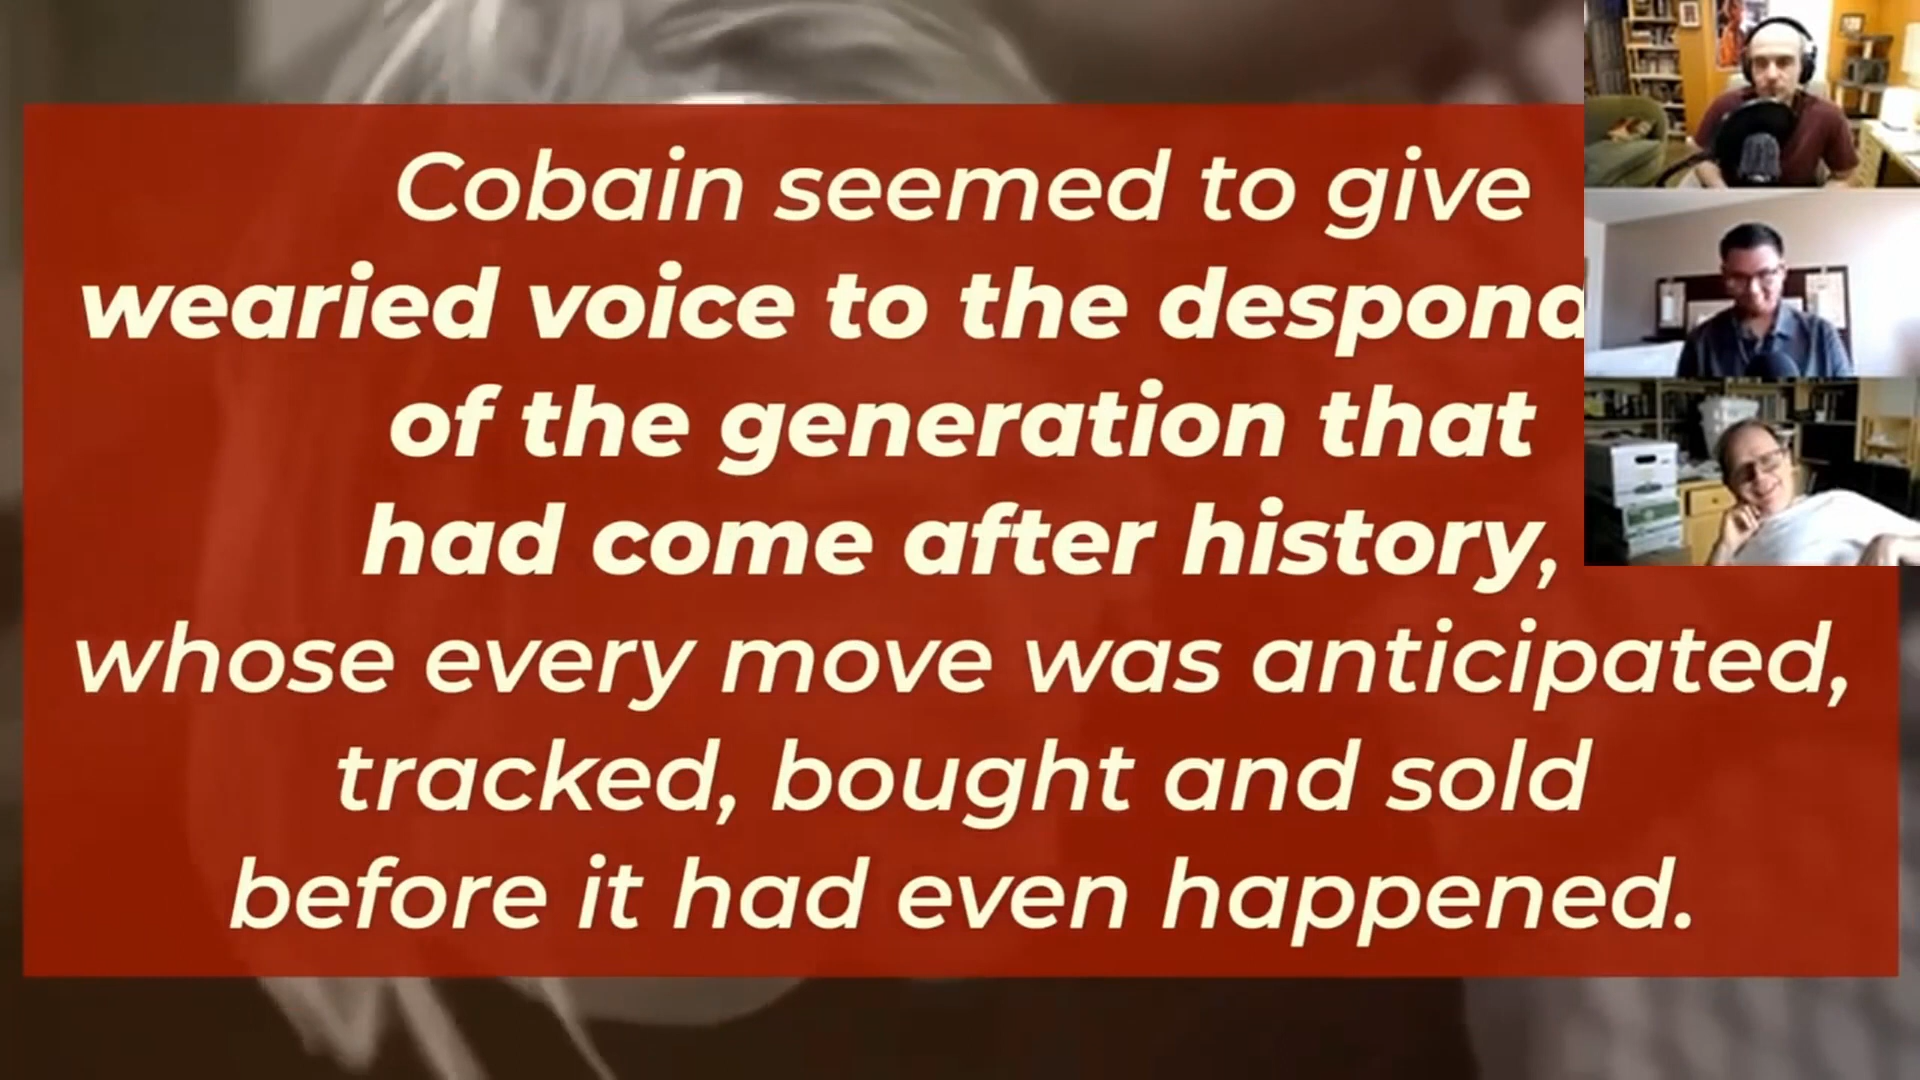 Cobain seemed to give
wearied voice to the
of the generation that
had come after history,
whose every move was anticipated,
tracked, bought and sold
before it had even happened.